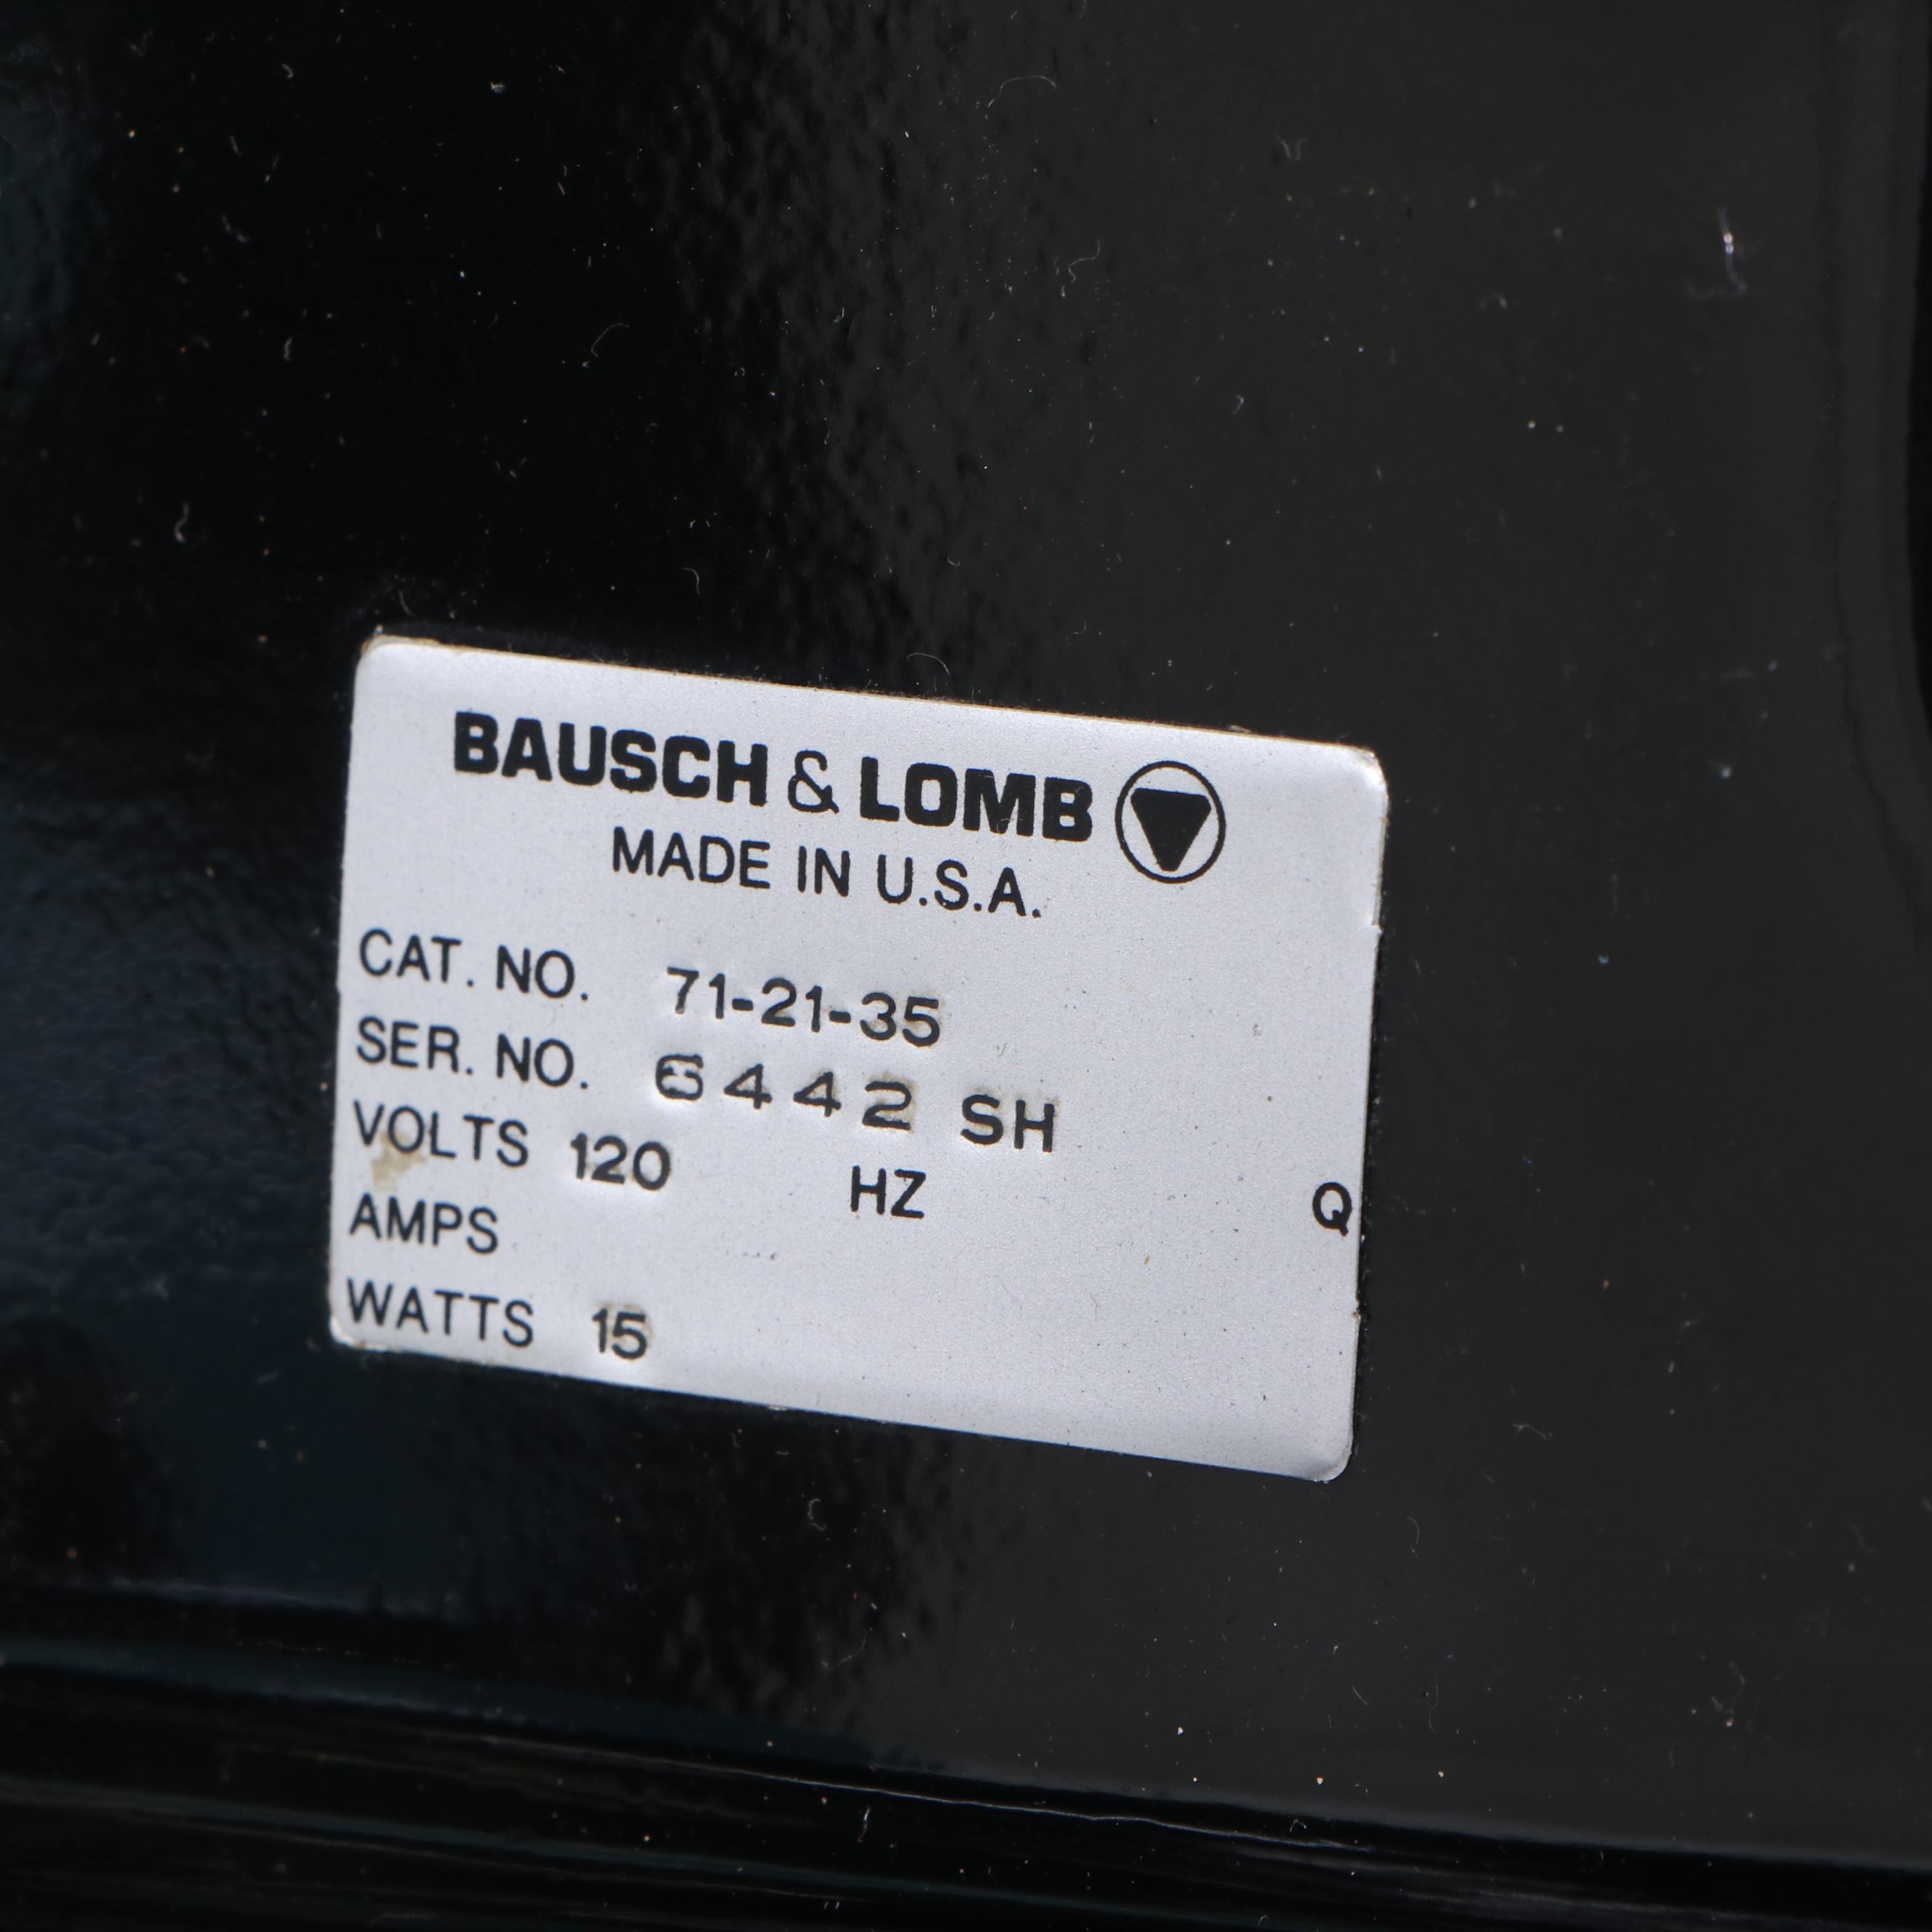 BAUSCH & LOMB
MADE IN U.S.A.
CAT. NO. 71-21-35
SER. NO. 6442 SH
VOLTS 120 HZ Q
AMPS
WATTS 15